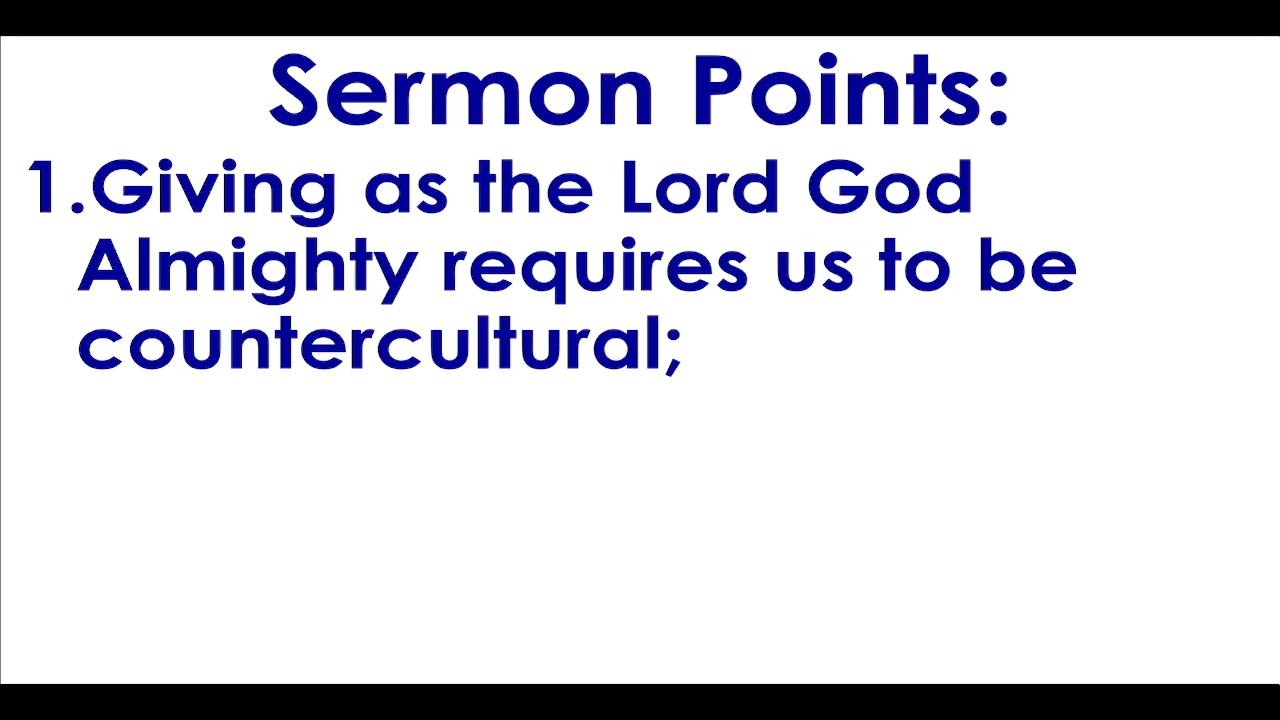 Sermon Points:
1.Giving as the Lord God
Almighty requires us to be
countercultural;